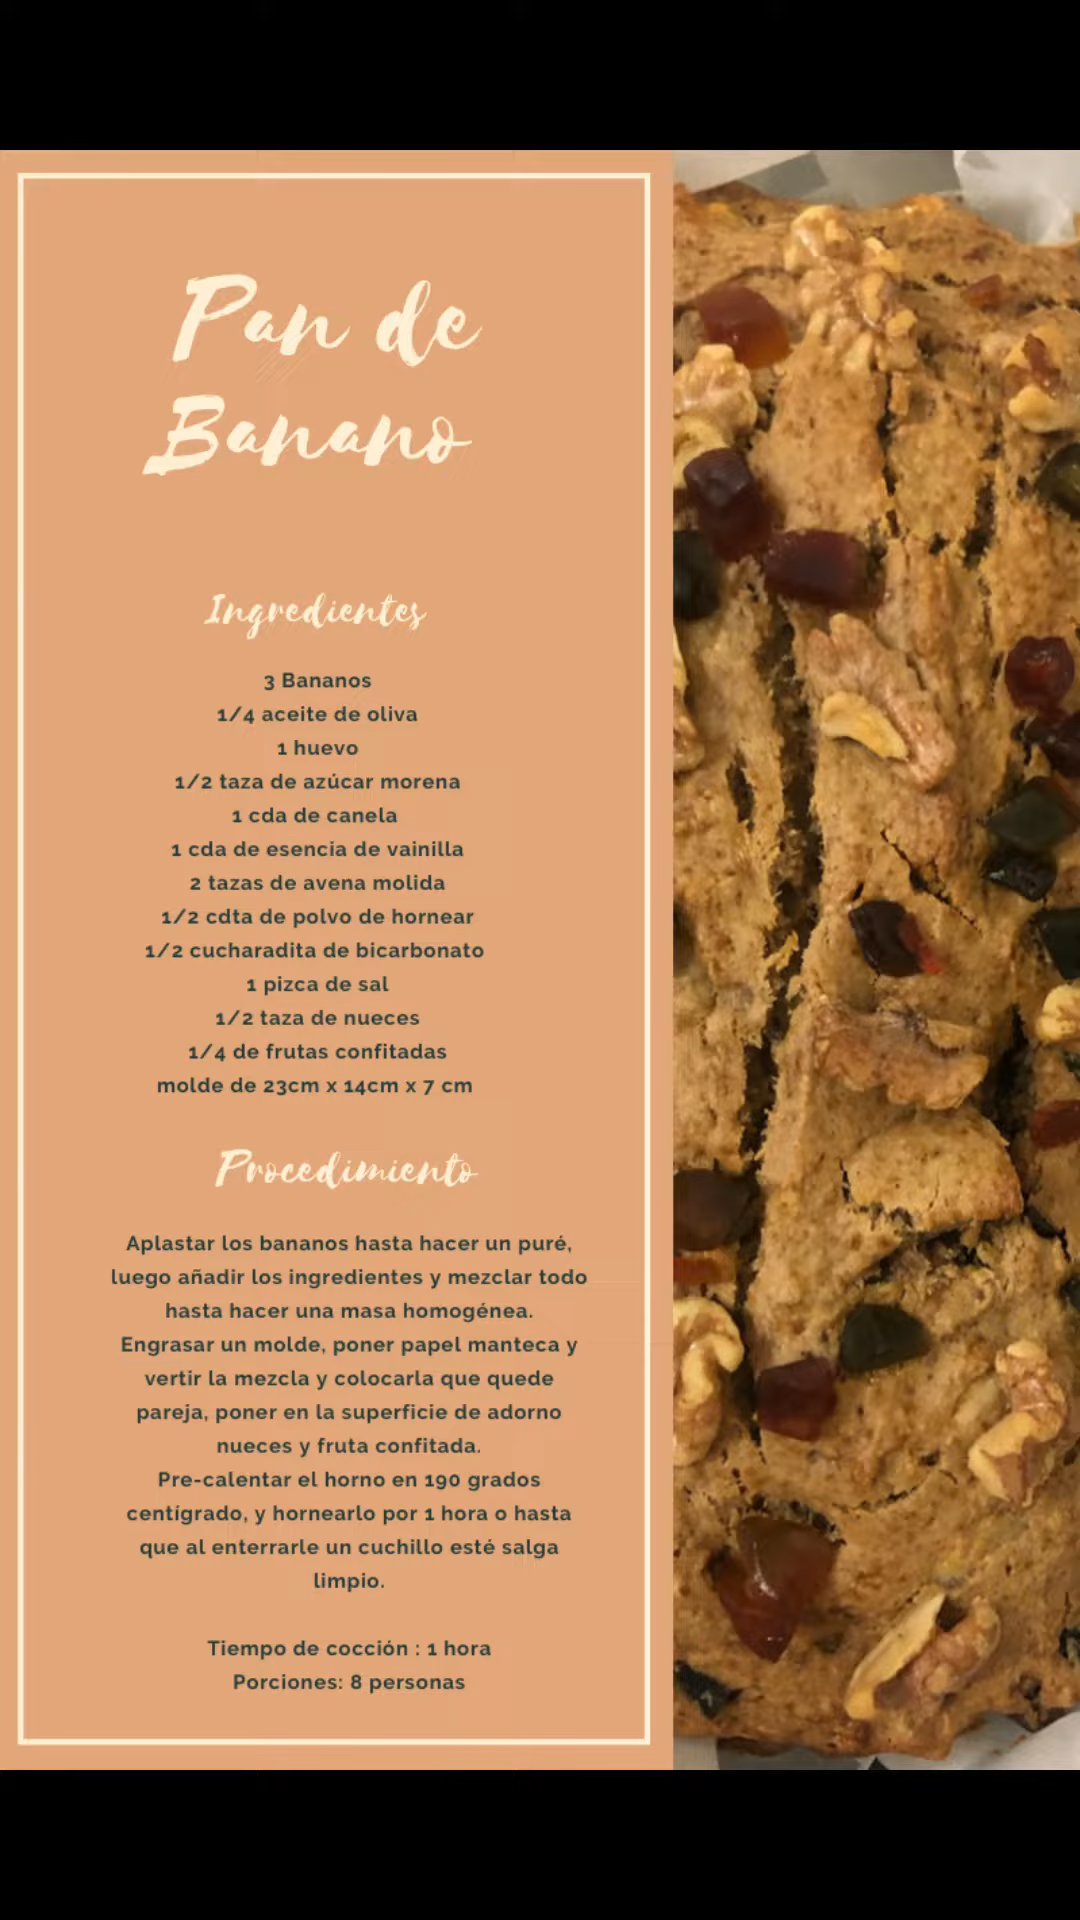 Pan de
Banano
Ingredientes
3 Bananos
1/4 aceite de oliva
1 huevo
1/2 taza de azúcar morena
1 cda de canela
1 cda de esencia de vainilla
2 tazas de avena molida
1/2 cdta de polvo de hornear
1/2 cucharadita de bicarbonato
1 pizca de sal
1/2 taza de nueces
1/4 de frutas confitadas
molde de 23cm x 14cm x 7 cm
Procedimiento
Aplastar los bananos hasta hacer un puré,
luego añadir los ingredientes y mezclar todo
hasta hacer una masa homogénea.
Engrasar un molde, poner papel manteca y
vertir la mezcla y colocarla que quede
pareja, poner en la superficie de adorno
nueces y fruta confitada.
Pre-calentar el horno en 190 grados
centígrado, y hornearlo por 1 hora o hasta
que al enterrarle un cuchillo esté salga
limpio.
Tiempo de cocción : 1 hora
Porciones: 8 personas